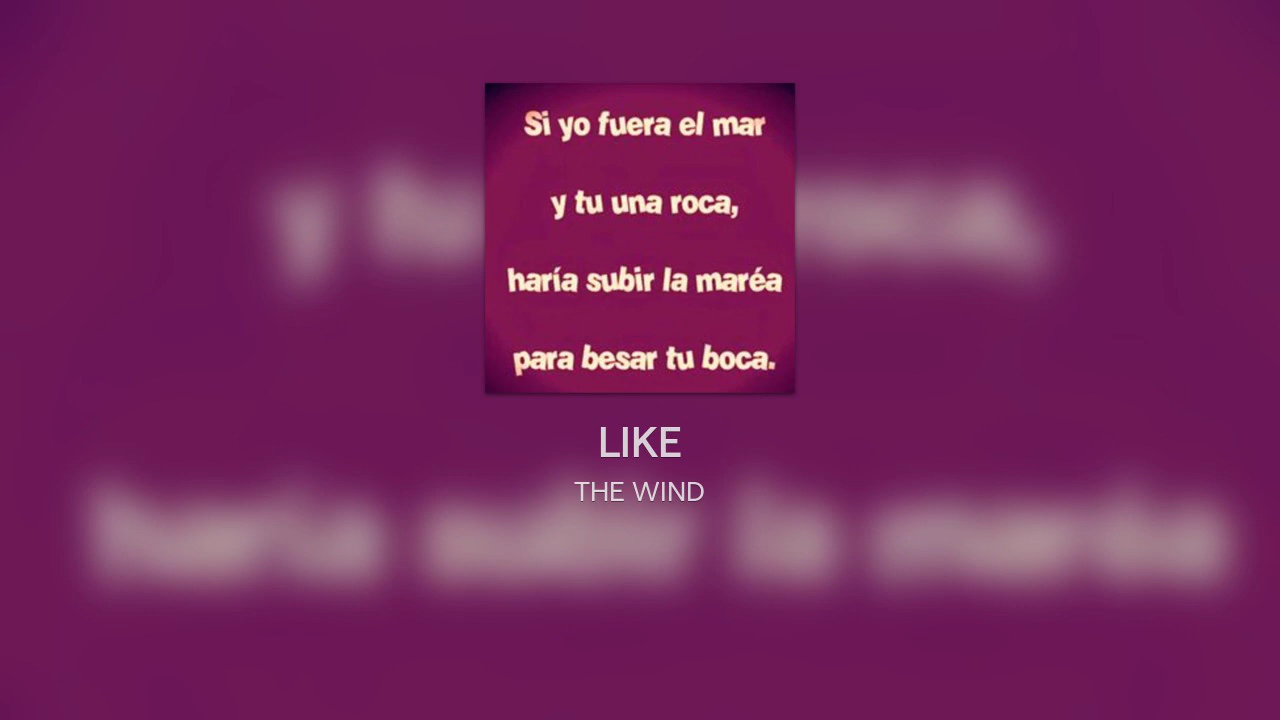 Si yo fuera el mar
y tu una roca,
haría subir la maréa
para besar tu boca.
LIKE
THE WIND